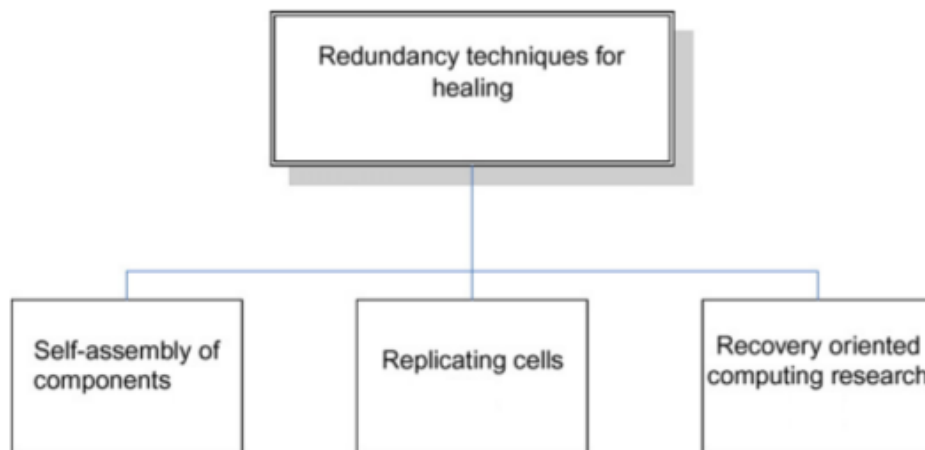 Redundancy techniques for
healing
Self-assembly of
components
Replicating cells
Recovery oriented
computing research